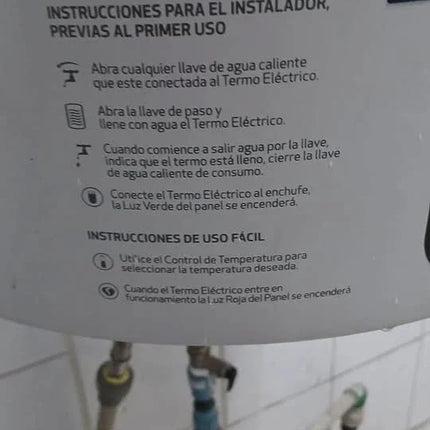 INSTRUCCIONES PARA EL INSTALADOR,
PREVIAS AL PRIMER USO
Abra cualquier llave de agua caliente
que este conectada al Termo Eléctrico.
Abra la llave de paso y
llene con agua el Termo Eléctrico.
Cuando comience a salir agua por la llave,
indica que el termo está lleno, cierre la llave
de agua caliente de consumo.
Conecte el Termo Eléctrico al enchufe,
la Luz Verde del panel se encenderá.
INSTRUCCIONES DE USO FÁCIL
Utilice el Control de Temperatura para
seleccionar la temperatura deseada.
Cuando el Termo Eléctrico entre en
funcionamiento la Luz Roja del Panel se encenderá